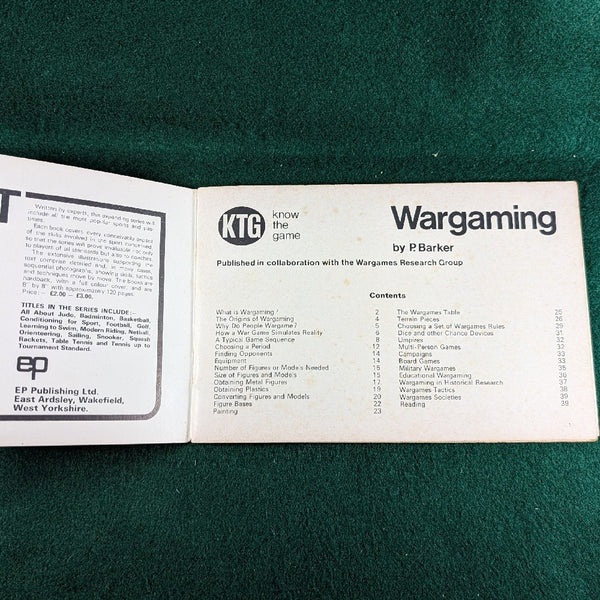 T
Written by experts, this expanding series will
include all the most popular sports and pas-
times.
Each book covers every conceivable aspect
of the skills involved in the sport concerned,
so that the series will prove invaluable not only
to players of all standards but also to coaches.
The extensive illustrations supporting the
text comprise detailed and, in many cases,
sequential photographs, showing skills, tactics
and techniques move by move. The books are
hardback, with a full colour cover, and are
8" by 8" with approximately 120 pages.
Price:- £2.00 – £3.00.
TITLES IN THE SERIES INCLUDE:-
All About Judo, Badminton, Basketball,
Conditioning for Sport, Football, Golf,
Learning to Swim, Modern Riding, Netball,
Orienteering, Sailing, Snooker, Squash
Rackets, Table Tennis and Tennis up to
Tournament Standard.
ep
EP Publishing Ltd.
East Ardsley, Wakefield,
West Yorkshire.
KTG
know
the
game
Wargaming
by P. Barker
Published in collaboration with the Wargames Research Group
Contents
What is Wargaming? 2
The Origins of Wargaming 4
Why Do People Wargame? 5
How a War Game Simulates Reality 6
A Typical Game Sequence 8
Choosing a Period 12
Finding Opponents 14
Equipment 14
Number of Figures or Models Needed 15
Size of Figures and Models 15
Obtaining Metal Figures 17
Obtaining Plastics 19
Converting Figures and Models 20
Figure Bases 22
Painting 23
The Wargames Table 25
Terrain Pieces 26
Choosing a Set of Wargames Rules 29
Dice and other Chance Devices 31
Umpires 32
Multi-Person Games 32
Campaigns 33
Board Games 33
Military Wargames 35
Educational Wargaming 36
Wargaming in Historical Research 37
Wargames Tactics 38
Wargames Societies 39
Reading 39